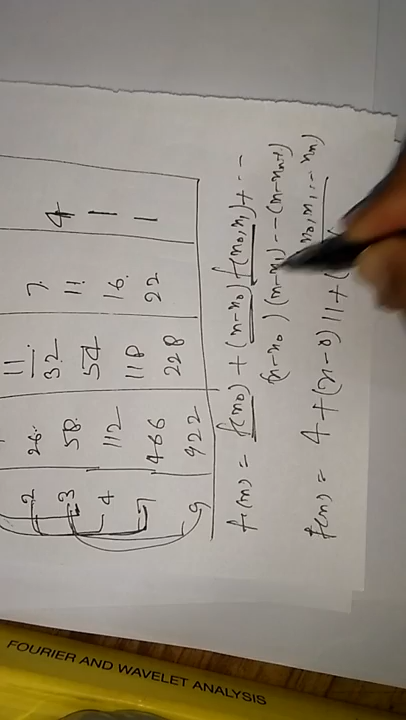 11 4
2 26 32 7 1
3 58 54 11 1
4 112 118 16
7 466 228 22
9 922
f(x) = f(x0) + (x-x0) f(x0,x1) + ---
(x-x0) (x-x1) --- (x-xn-1)
x0, x1, -- xn)
f(x) = 4 + (x-0) 11 + (
FOURIER AND WAVELET ANALYSIS